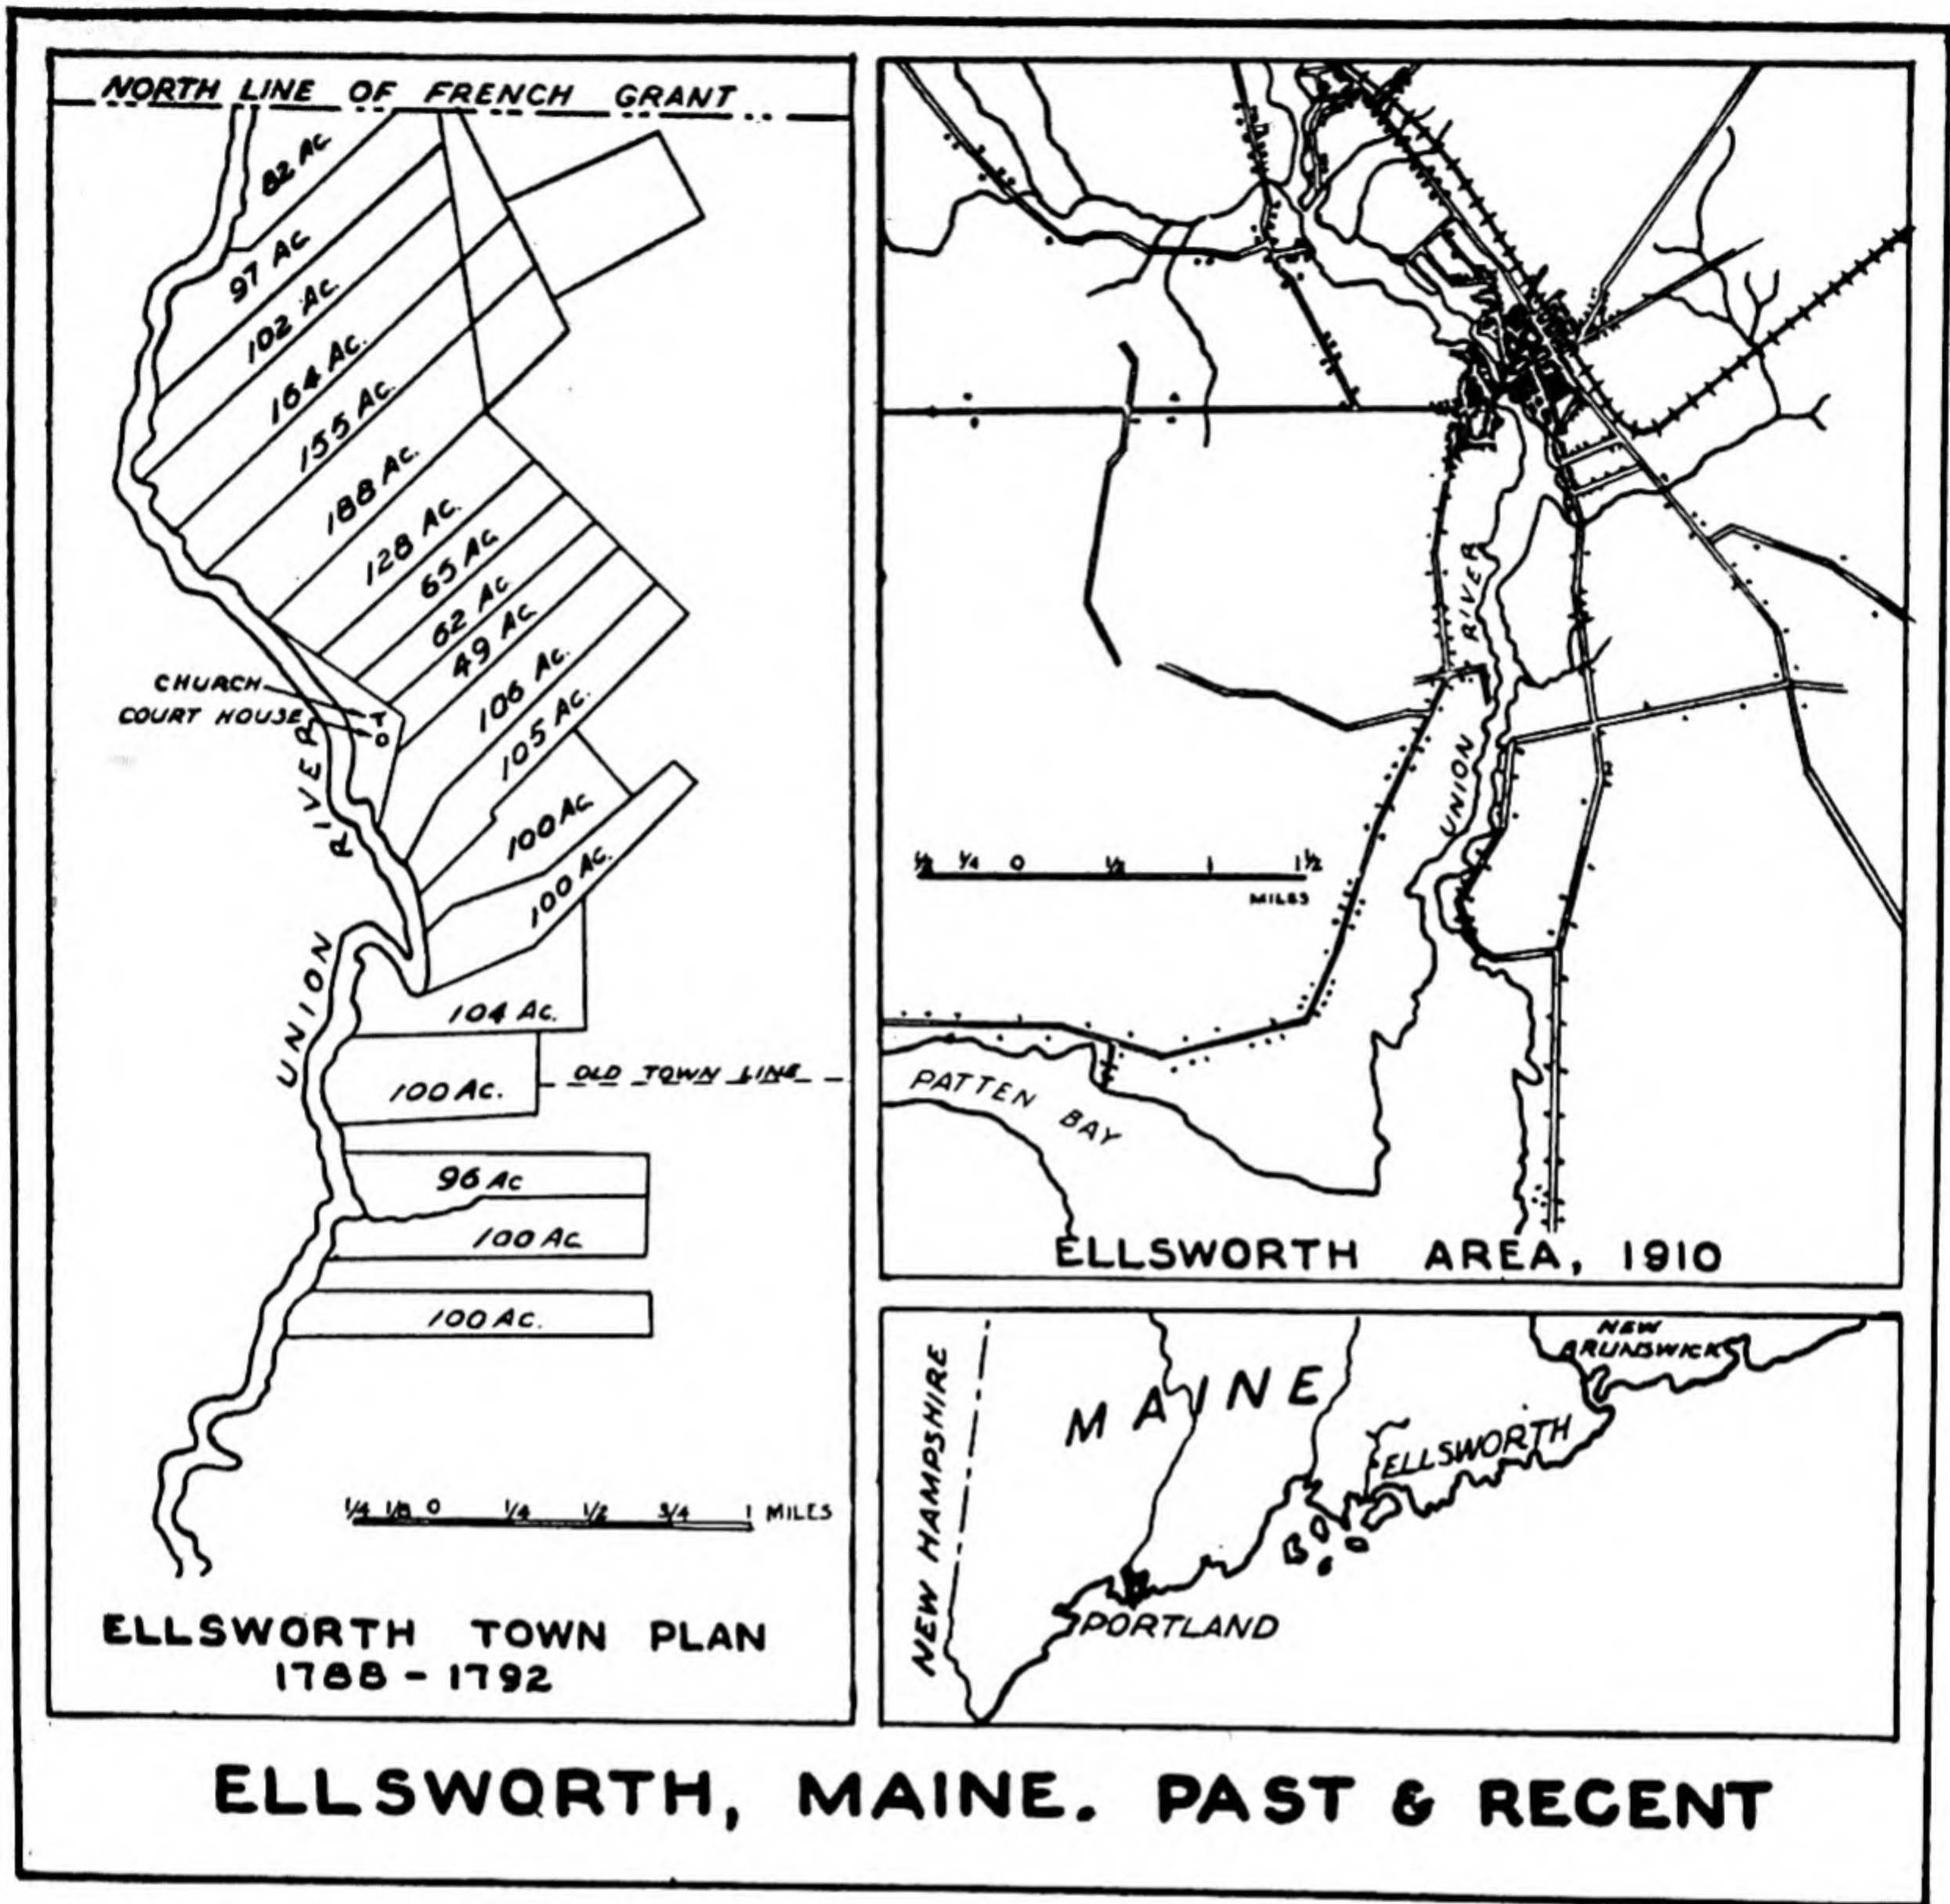 NORTH LINE OF FRENCH GRANT
82 Ac
97 Ac
102 Ac
164 Ac.
155 Ac.
188 Ac.
128 Ac.
65 Ac
62 Ac
49 Ac
106 Ac.
105 Ac.
100 Ac
100 Ac.
CHURCH
COURT HOUSE
UNION RIVER
104 Ac.
100 Ac.
OLD TOWN LINE
96 Ac
100 Ac
100 Ac.
1/4 1/8 0 1/4 1/2 3/4 1 MILES
ELLSWORTH TOWN PLAN
1788 - 1792
UNION RIVER
1/2 1/4 0 1/2 1 1 1/2
MILES
PATTEN BAY
ELLSWORTH AREA, 1910
NEW HAMPSHIRE
MAINE
NEW
BRUNSWICK
ELLSWORTH
PORTLAND
ELLSWORTH, MAINE. PAST & RECENT